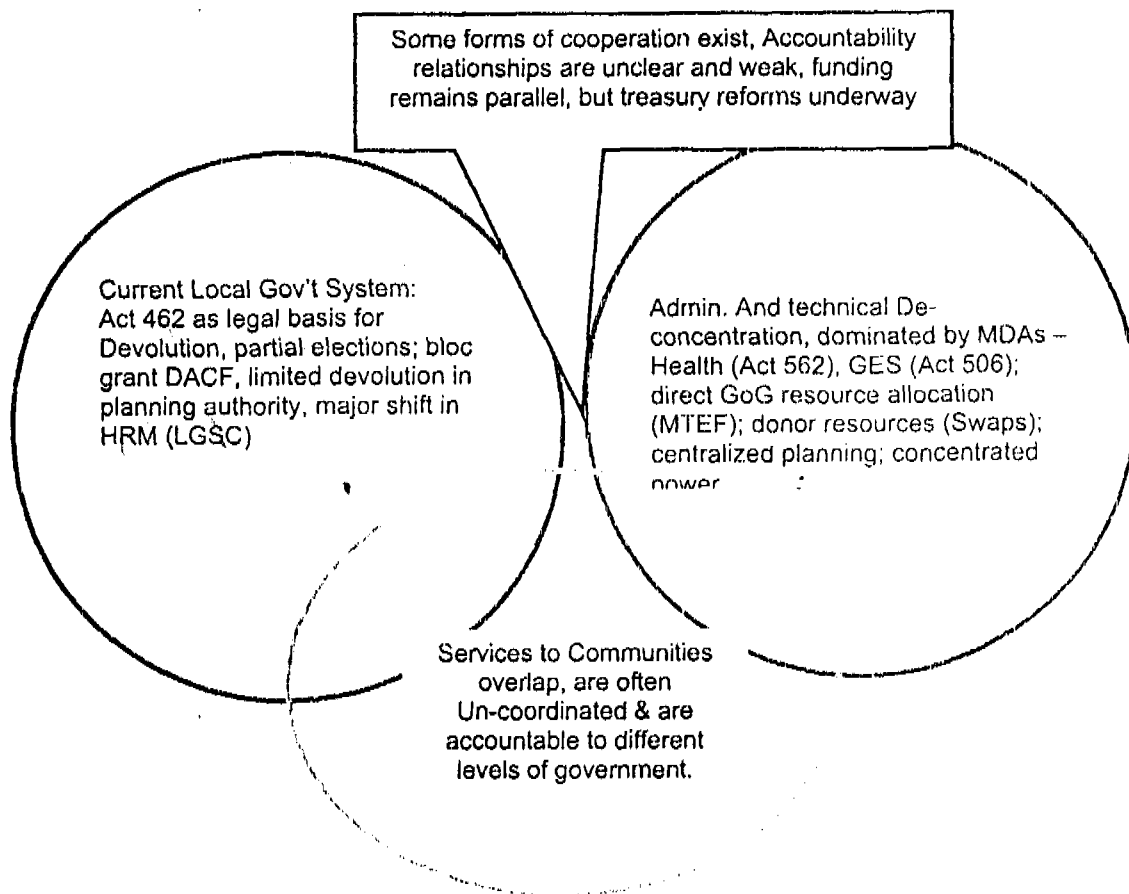 Some forms of cooperation exist, Accountability
relationships are unclear and weak, funding
remains parallel, but treasury reforms underway
Current Local Gov't System:
Act 462 as legal basis for
Devolution, partial elections; bloc
grant DACF, limited devolution in
planning authority, major shift in
HRM (LGSC)
Admin. And technical De-
concentration, dominated by MDAs –
Health (Act 562), GES (Act 506);
direct GoG resource allocation
(MTEF); donor resources (Swaps);
centralized planning; concentrated
power
Services to Communities
overlap, are often
Un-coordinated & are
accountable to different
levels of government.